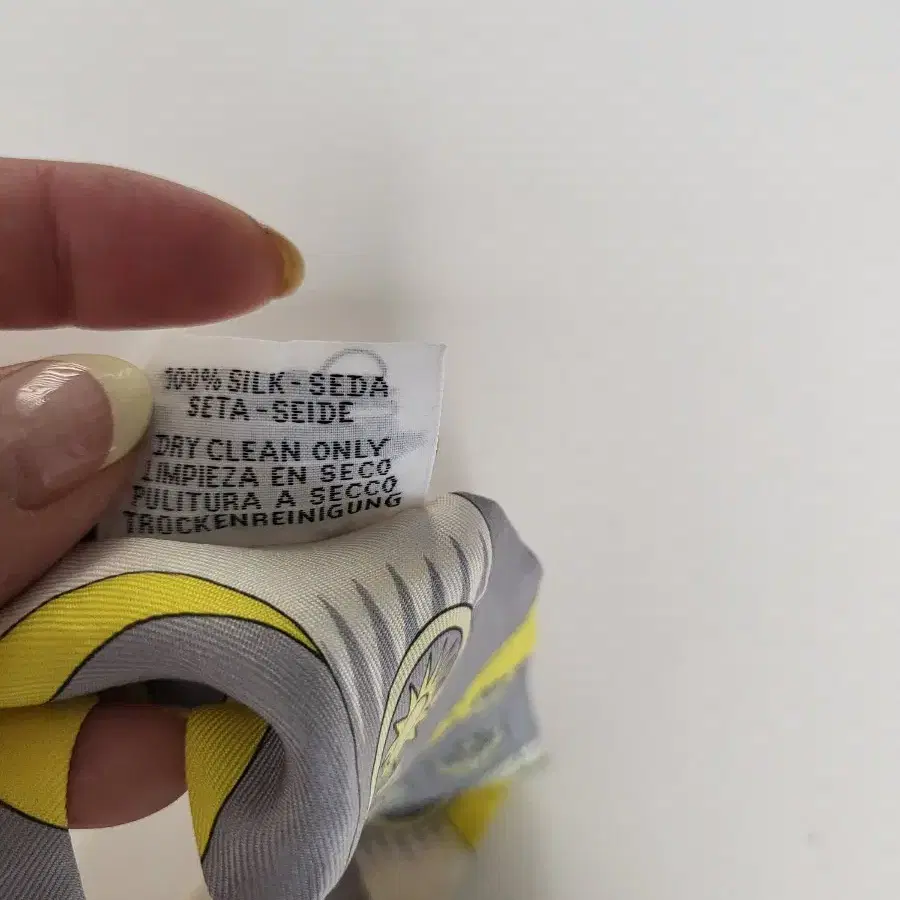 100% SILK-SEDA
SETA-SEIDE
DRY CLEAN ONLY
LIMPIEZA EN SECO
PULITURA A SECCO
TROCKENREINIGUNG